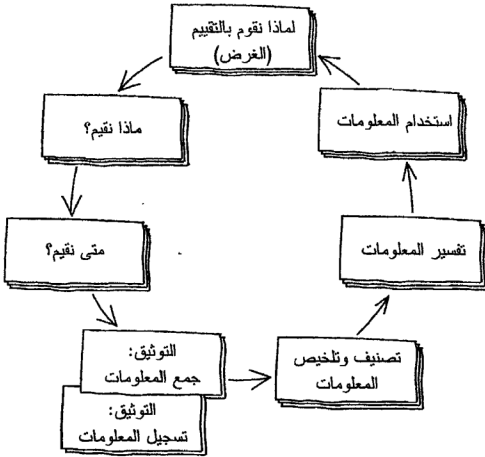 لماذا نقوم بالتقييم
(الغرض)
ماذا نقيم؟
متى نقيم؟
التوثيق:
جمع المعلومات
التوثيق:
تسجيل المعلومات
تصنيف وتلخيص
المعلومات
تفسير المعلومات
استخدام المعلومات